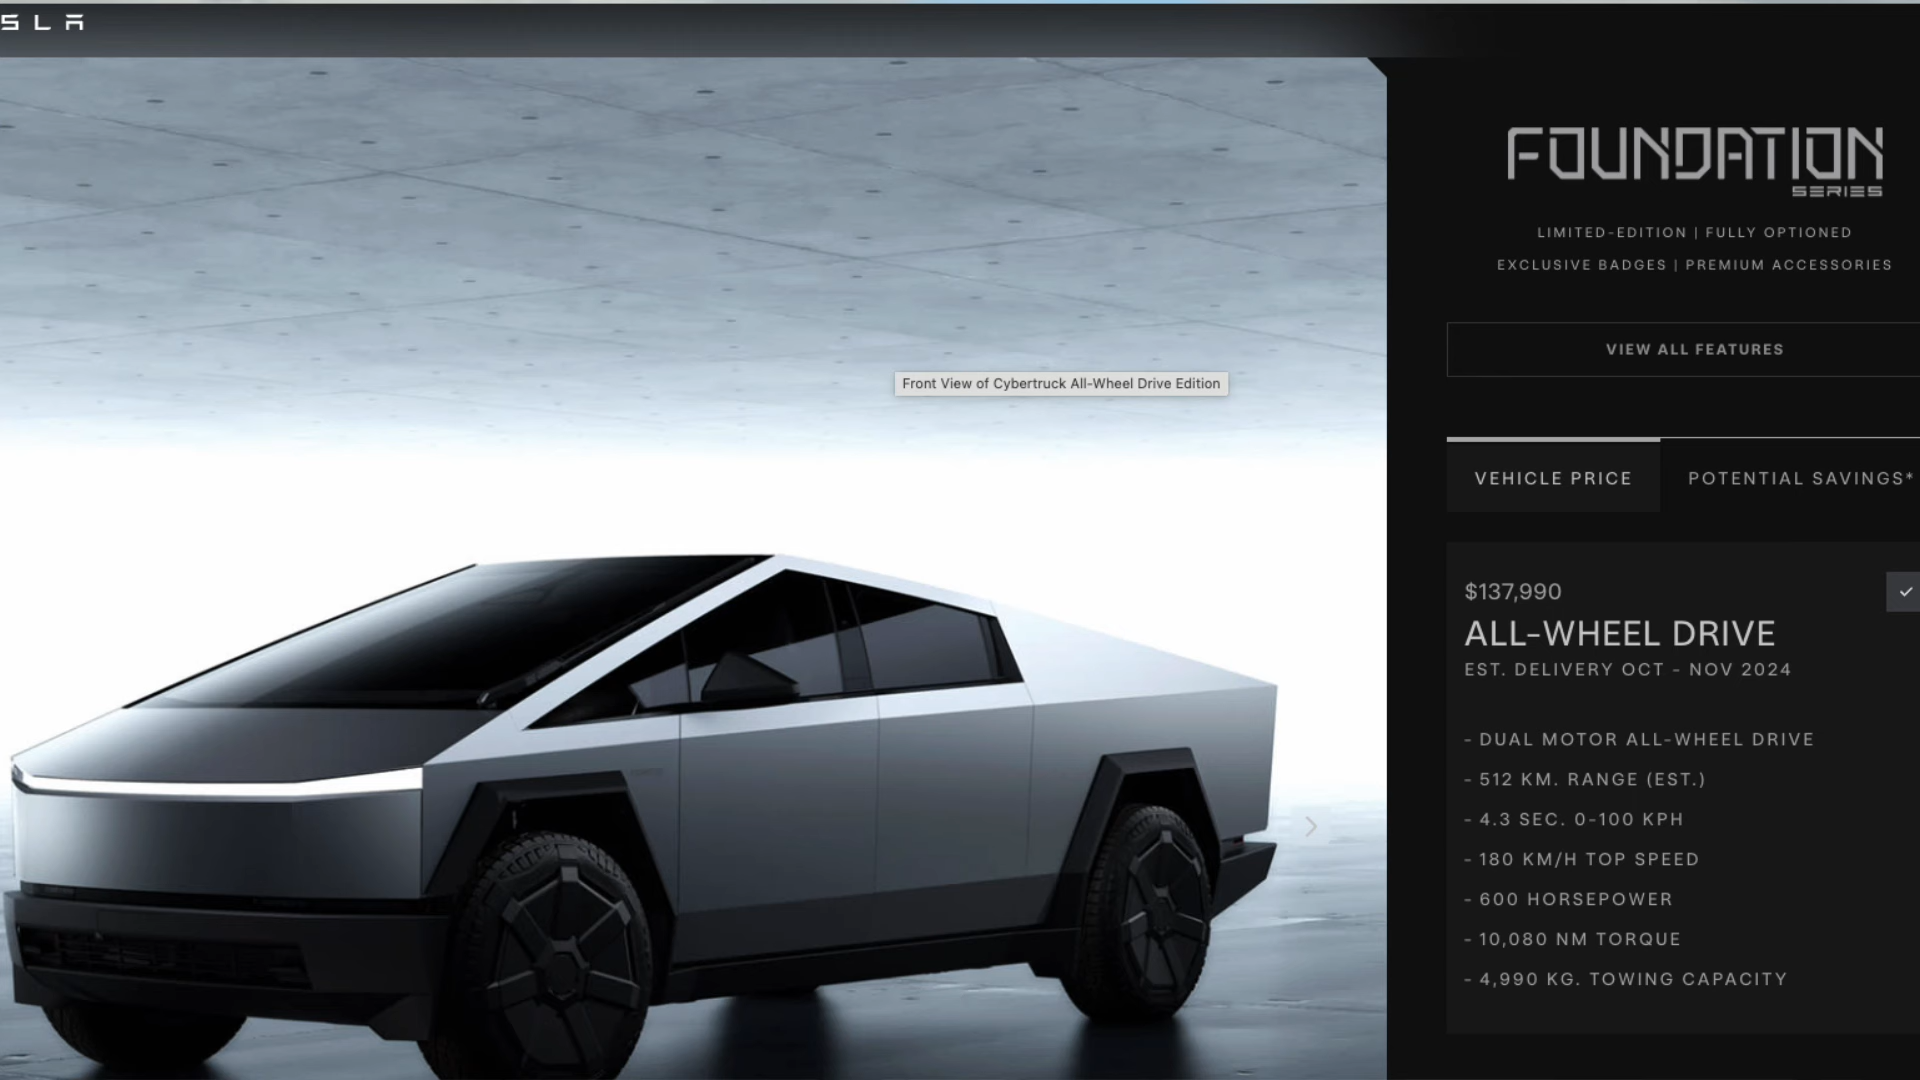 SLA
FOUNDATION
SERIES
LIMITED-EDITION | FULLY OPTIONED
EXCLUSIVE BADGES | PREMIUM ACCESSORIES
VIEW ALL FEATURES
Front View of Cybertruck All-Wheel Drive Edition
VEHICLE PRICE
POTENTIAL SAVINGS*
$137,990
ALL-WHEEL DRIVE
EST. DELIVERY OCT - NOV 2024
- DUAL MOTOR ALL-WHEEL DRIVE
- 512 KM. RANGE (EST.)
- 4.3 SEC. 0-100 KPH
- 180 KM/H TOP SPEED
- 600 HORSEPOWER
- 10,080 NM TORQUE
- 4,990 KG. TOWING CAPACITY